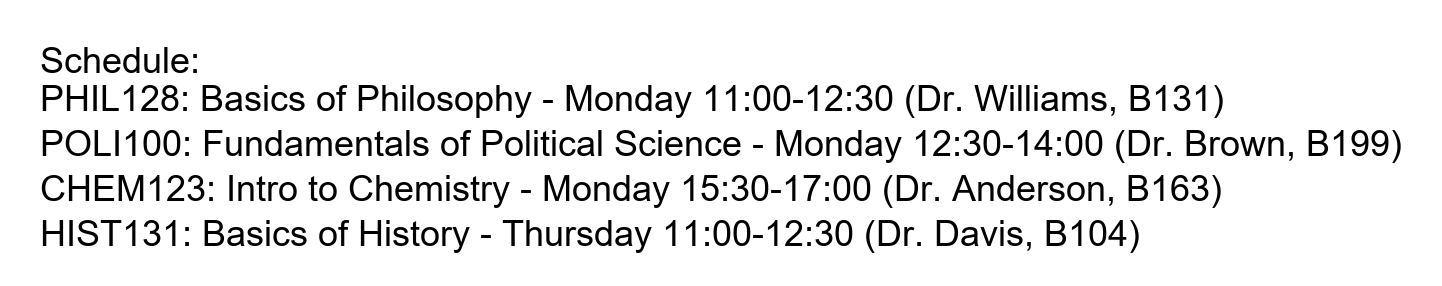 Schedule:
PHIL128: Basics of Philosophy - Monday 11:00-12:30 (Dr. Williams, B131)
POLI100: Fundamentals of Political Science - Monday 12:30-14:00 (Dr. Brown, B199)
CHEM123: Intro to Chemistry - Monday 15:30-17:00 (Dr. Anderson, B163)
HIST131: Basics of History - Thursday 11:00-12:30 (Dr. Davis, B104)